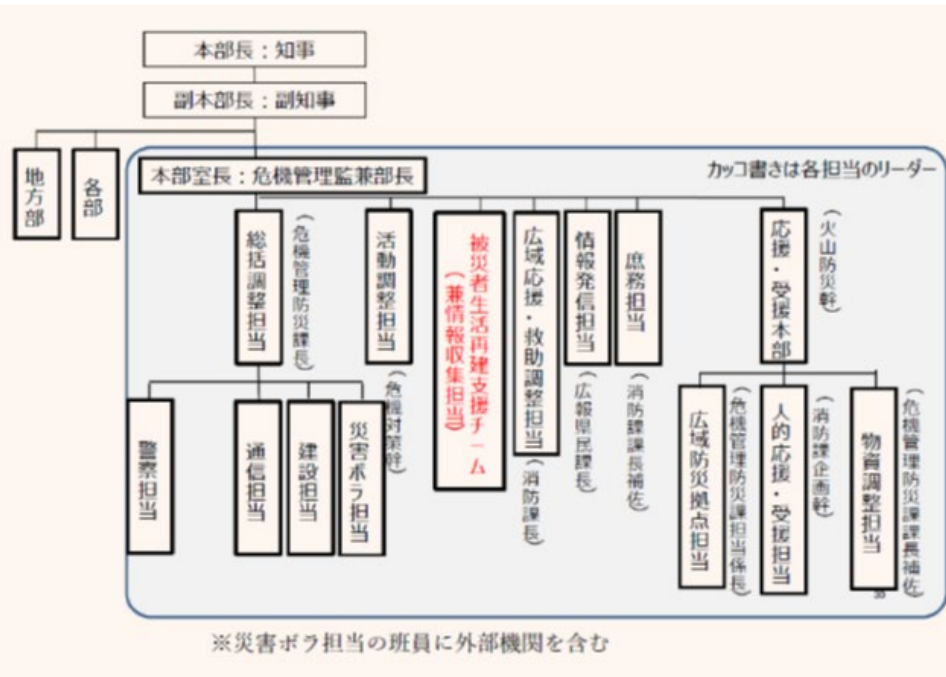 本部長：知事
副本部長：副知事
地方部
各部
本部室長：危機管理監兼部長
カッコ書きは各担当のリーダー
総括調整担当
（危機管理防災課長）
活動調整担当
（危機対策幹）
被災者生活再建支援チーム
（兼情報収集担当）
広域応援・救助調整担当
（消防課長）
情報発信担当
（広報県民課長）
庶務担当
（消防課課長補佐）
応援・受援本部
（火山防災幹）
警察担当
通信担当
建設担当
災害ボラ担当
広域防災拠点担当
（危機管理防災課担当係長）
人的応援・受援担当
（消防課企画幹）
物資調整担当
（危機管理防災課課長補佐）
※災害ボラ担当の班員に外部機関を含む